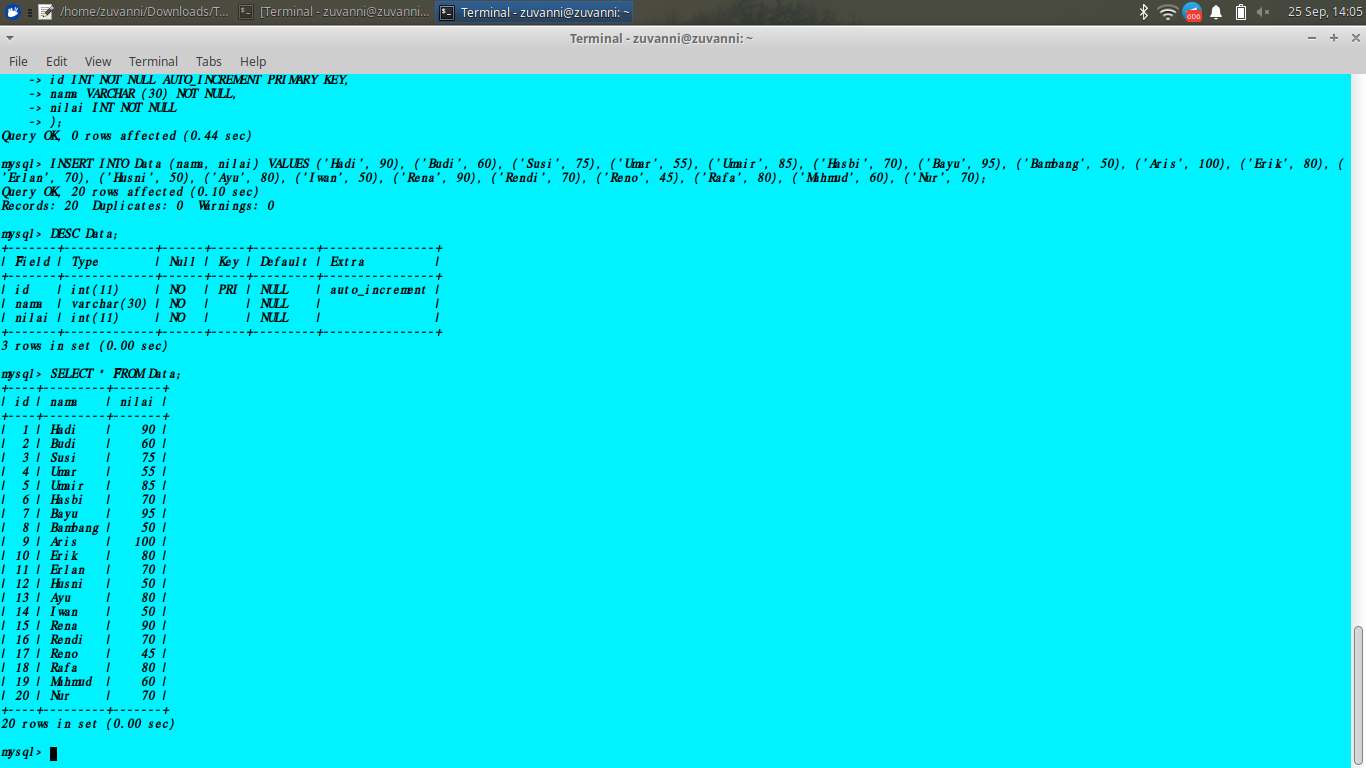 /home/zuvanni/Downloads/T...
[Terminal - zuvanni@zuvanni...
Terminal - zuvanni@zuvanni: ~
606
25 Sep, 14:05
Terminal - zuvanni@zuvanni: ~
File Edit View Terminal Tabs Help
    -> id INT NOT NULL AUTO_INCREMENT PRIMARY KEY,
    -> nama VARCHAR (30) NOT NULL,
    -> nilai INT NOT NULL
    -> );
Query OK, 0 rows affected (0.44 sec)
mysql> INSERT INTO Data (nama, nilai) VALUES ('Hadi', 90), ('Budi', 60), ('Susi', 75), ('Umar', 55), ('Umair', 85), ('Hasbi', 70), ('Bayu', 95), ('Bambang', 50), ('Aris', 100), ('Erik', 80), (
'Erlan', 70), ('Husni', 50), ('Ayu', 80), ('Iwan', 50), ('Rena', 90), ('Rendi', 70), ('Reno', 45), ('Rafa', 80), ('Mahmud', 60), ('Nur', 70);
Query OK, 20 rows affected (0.10 sec)
Records: 20  Duplicates: 0  Warnings: 0
mysql> DESC Data;
+-------+-------------+------+-----+---------+----------------+
| Field | Type        | Null | Key | Default | Extra          |
+-------+-------------+------+-----+---------+----------------+
| id    | int(11)     | NO   | PRI | NULL    | auto_increment |
| nama  | varchar(30) | NO   |     | NULL    |                |
| nilai | int(11)     | NO   |     | NULL    |                |
+-------+-------------+------+-----+---------+----------------+
3 rows in set (0.00 sec)
mysql> SELECT * FROM Data;
+----+---------+-------+
| id | nama    | nilai |
+----+---------+-------+
|  1 | Hadi    |    90 |
|  2 | Budi    |    60 |
|  3 | Susi    |    75 |
|  4 | Umar    |    55 |
|  5 | Umair   |    85 |
|  6 | Hasbi   |    70 |
|  7 | Bayu    |    95 |
|  8 | Bambang |    50 |
|  9 | Aris    |   100 |
| 10 | Erik    |    80 |
| 11 | Erlan   |    70 |
| 12 | Husni   |    50 |
| 13 | Ayu     |    80 |
| 14 | Iwan    |    50 |
| 15 | Rena    |    90 |
| 16 | Rendi   |    70 |
| 17 | Reno    |    45 |
| 18 | Rafa    |    80 |
| 19 | Mahmud  |    60 |
| 20 | Nur     |    70 |
+----+---------+-------+
20 rows in set (0.00 sec)
mysql>